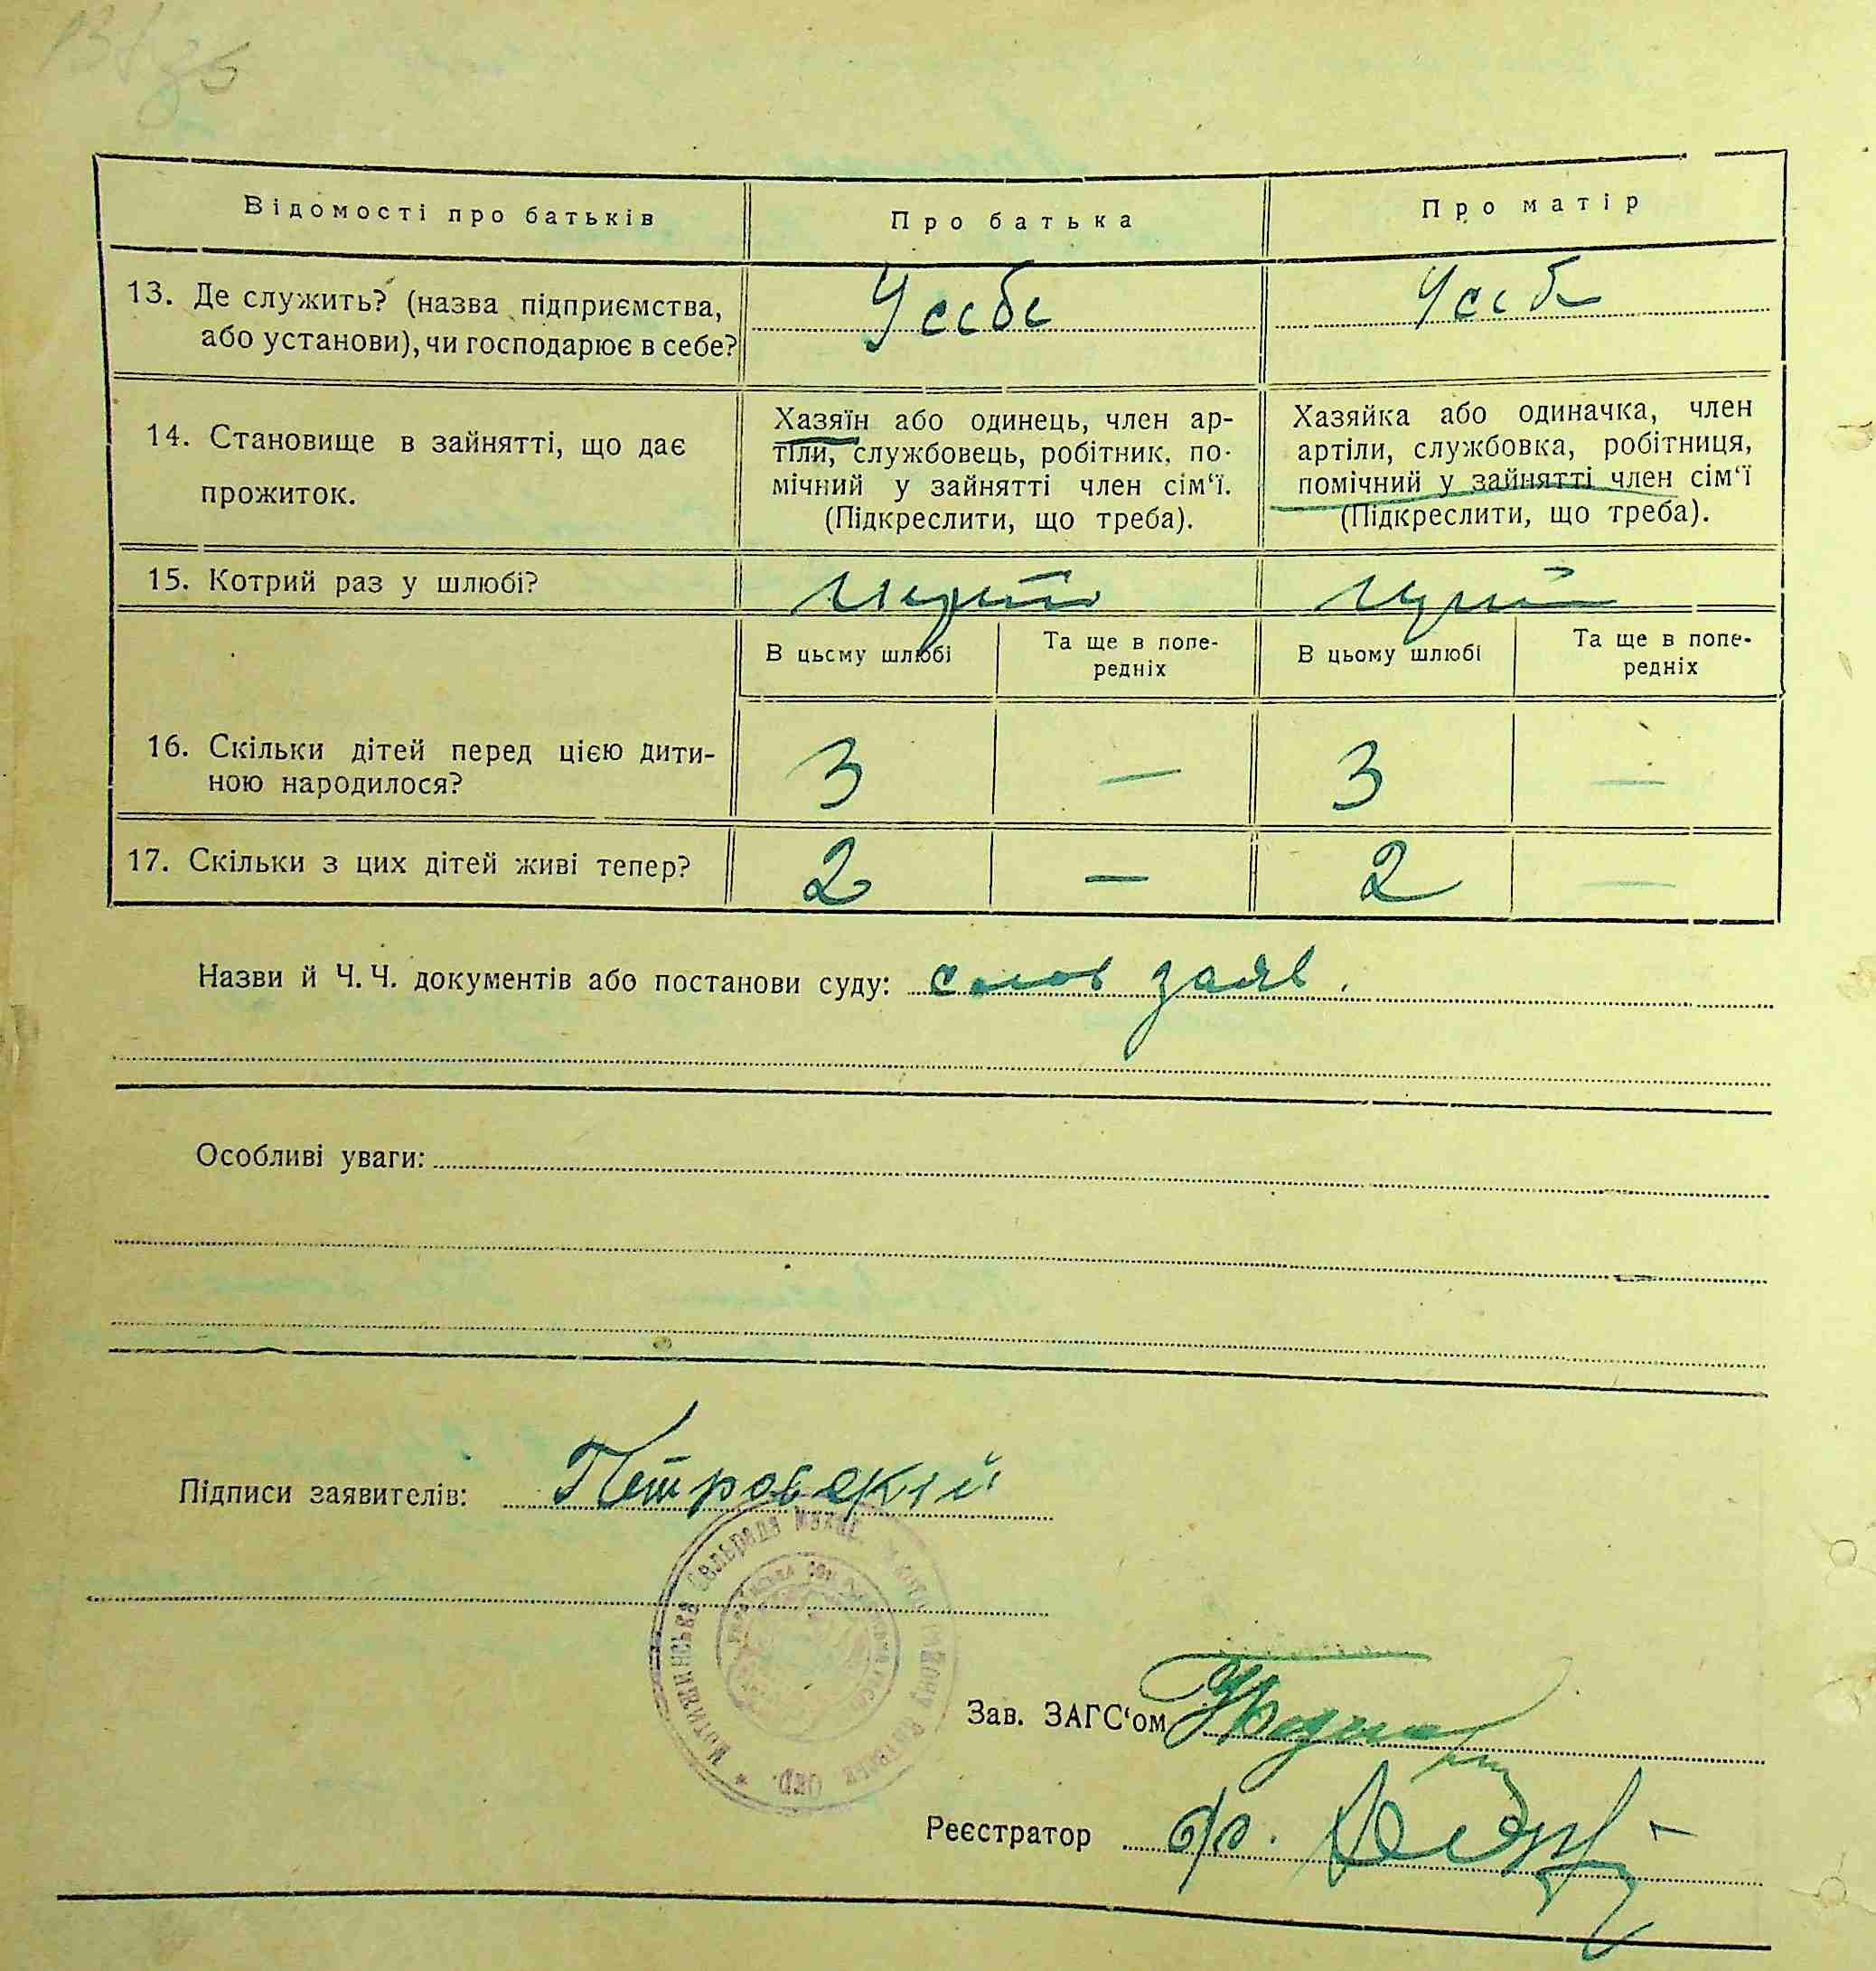 Відомості про батьків
Про батька
Про матір
13. Де служить? (назва підприємства,
або установи), чи господарює в себе?
У себе
У себ
14. Становище в зайнятті, що дає
прожиток.
Хазяїн або одинець, член ар-
тіли, службовець, робітник, по-
мічний у зайнятті член сім‘ї.
(Підкреслити, що треба).
Хазяйка або одиначка, член
артіли, службовка, робітниця,
помічний у зайнятті член сім‘ї
(Підкреслити, що треба).
15. Котрий раз у шлюбі?
В цьому шлюбі
Та ще в попе-
редніх
В цьому шлюбі
Та ще в попе-
редніх
16. Скільки дітей перед цією дити-
ною народилося?
3 — 3 —
17. Скільки з цих дітей живі тепер?
2 — 2 —
Назви й Ч. Ч. документів або постанови суду: слов заяв.
Особливі уваги:
Підписи заявителів: Петровский
Зав. ЗАГС‘ом
Реєстратор